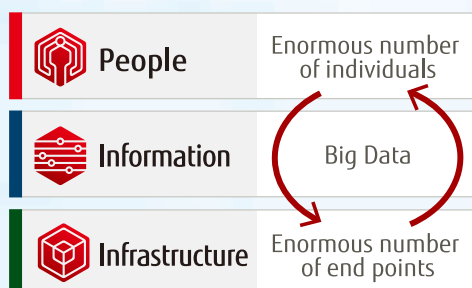 People
Enormous number
of individuals
Information
Big Data
Infrastructure
Enormous number
of end points